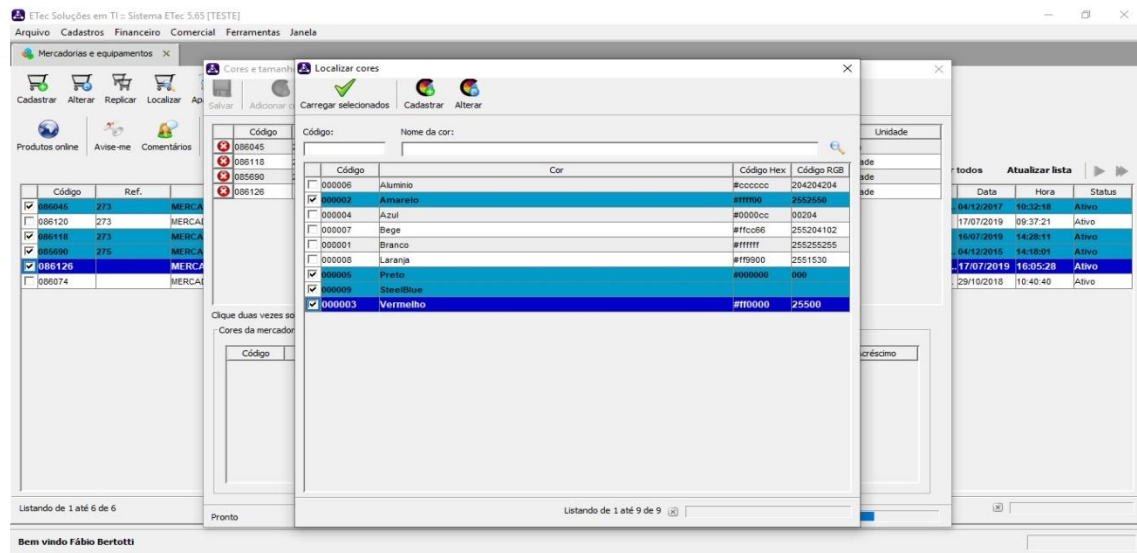 ETec Soluções em TI :: Sistema ETec 5.65 [TESTE]
Arquivo Cadastros Financeiro Comercial Ferramentas Janela
Mercadorias e equipamentos
Cadastrar Alterar Replicar Localizar
Produtos online Avise-me Comentários
Código Ref.
086045 273 MERCA
086120 273 MERCA
086118 273 MERCA
085690 275 MERCA
086126 MERCA
086074 MERCA
Listando de 1 até 6 de 6
Bem vindo Fábio Bertotti
Cores e tamanh
Salvar Adicionar c
Código
086045
086118
085690
086126
Clique duas vezes so
Cores da mercador
Código
Pronto
Localizar cores
Carregar selecionados Cadastrar Alterar
Código: Nome da cor:
Código Cor Código Hex Código RGB
000006 Aluminio #cccccc 204204204
000002 Amarelo #ffff00 2552550
000004 Azul #0000cc 00204
000007 Bege #ffcc66 255204102
000001 Branco #ffffff 255255255
000008 Laranja #ff9900 2551530
000005 Preto #000000 000
000009 SteelBlue
000003 Vermelho #ff0000 25500
Listando de 1 até 9 de 9
Unidade
ade
ade
ade
créscimo
r todos Atualizar lista
Data Hora Status
04/12/2017 10:32:18 Ativo
17/07/2019 09:37:21 Ativo
16/07/2019 14:28:11 Ativo
04/12/2015 14:18:01 Ativo
17/07/2019 16:05:28 Ativo
29/10/2018 10:40:40 Ativo